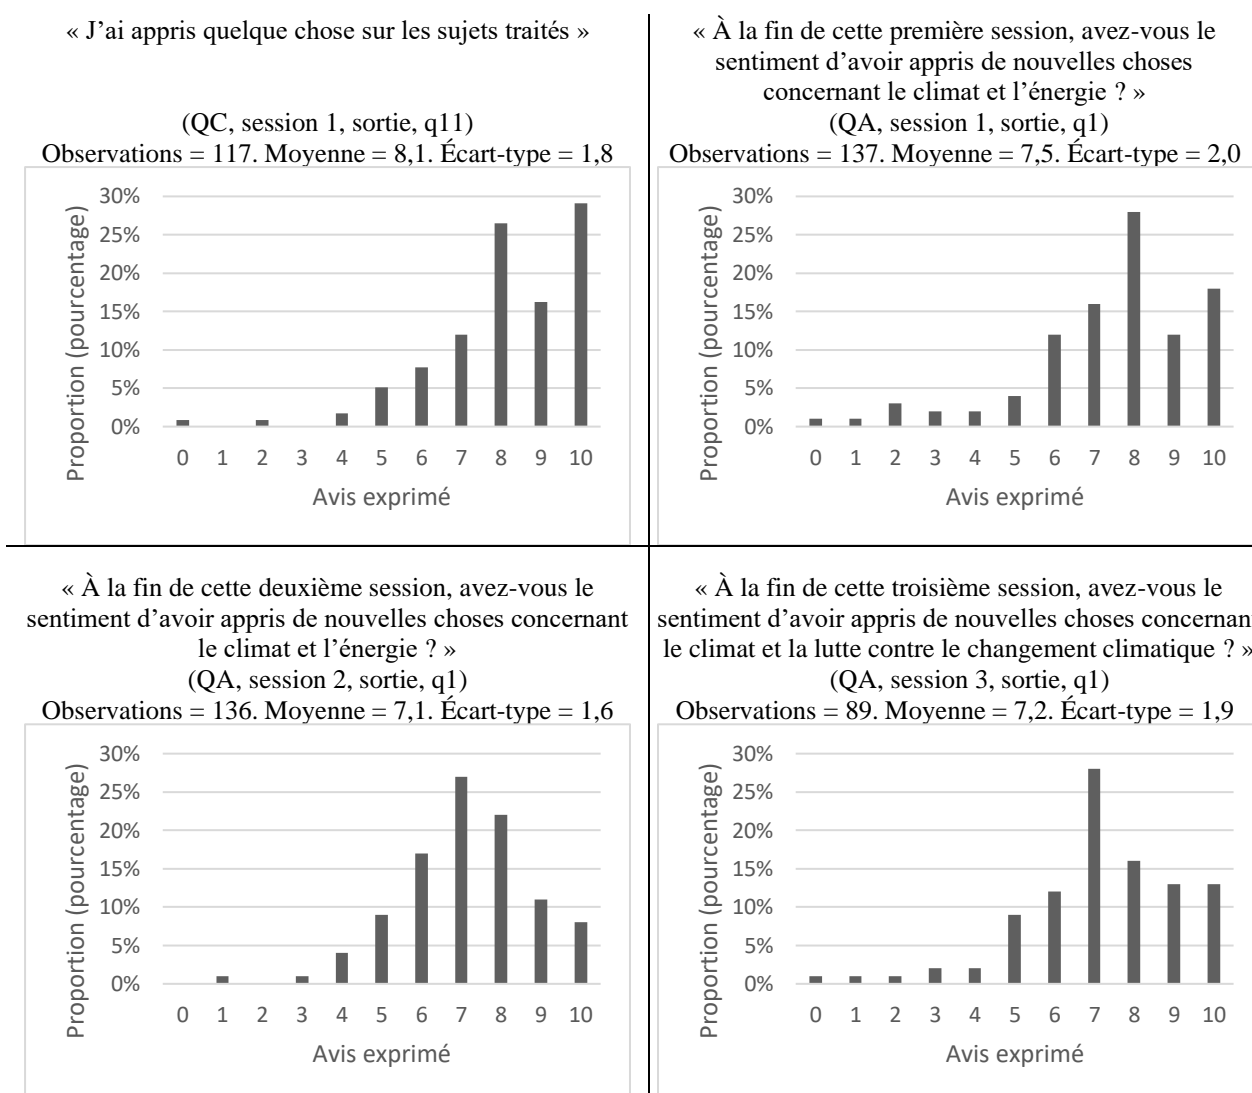 « J’ai appris quelque chose sur les sujets traités »
(QC, session 1, sortie, q11)
Observations = 117. Moyenne = 8,1. Écart-type = 1,8
Proportion (pourcentage)
30%
25%
20%
15%
10%
5%
0%
0 1 2 3 4 5 6 7 8 9 10
Avis exprimé
« À la fin de cette première session, avez-vous le
sentiment d’avoir appris de nouvelles choses
concernant le climat et l’énergie ? »
(QA, session 1, sortie, q1)
Observations = 137. Moyenne = 7,5. Écart-type = 2,0
Proportion (pourcentage)
30%
25%
20%
15%
10%
5%
0%
0 1 2 3 4 5 6 7 8 9 10
Avis exprimé
« À la fin de cette deuxième session, avez-vous le
sentiment d’avoir appris de nouvelles choses concernant
le climat et l’énergie ? »
(QA, session 2, sortie, q1)
Observations = 136. Moyenne = 7,1. Écart-type = 1,6
Proportion (pourcentage)
30%
25%
20%
15%
10%
5%
0%
0 1 2 3 4 5 6 7 8 9 10
Avis exprimé
« À la fin de cette troisième session, avez-vous le
sentiment d’avoir appris de nouvelles choses concernant
le climat et la lutte contre le changement climatique ? »
(QA, session 3, sortie, q1)
Observations = 89. Moyenne = 7,2. Écart-type = 1,9
Proportion (pourcentage)
30%
25%
20%
15%
10%
5%
0%
0 1 2 3 4 5 6 7 8 9 10
Avis exprimé